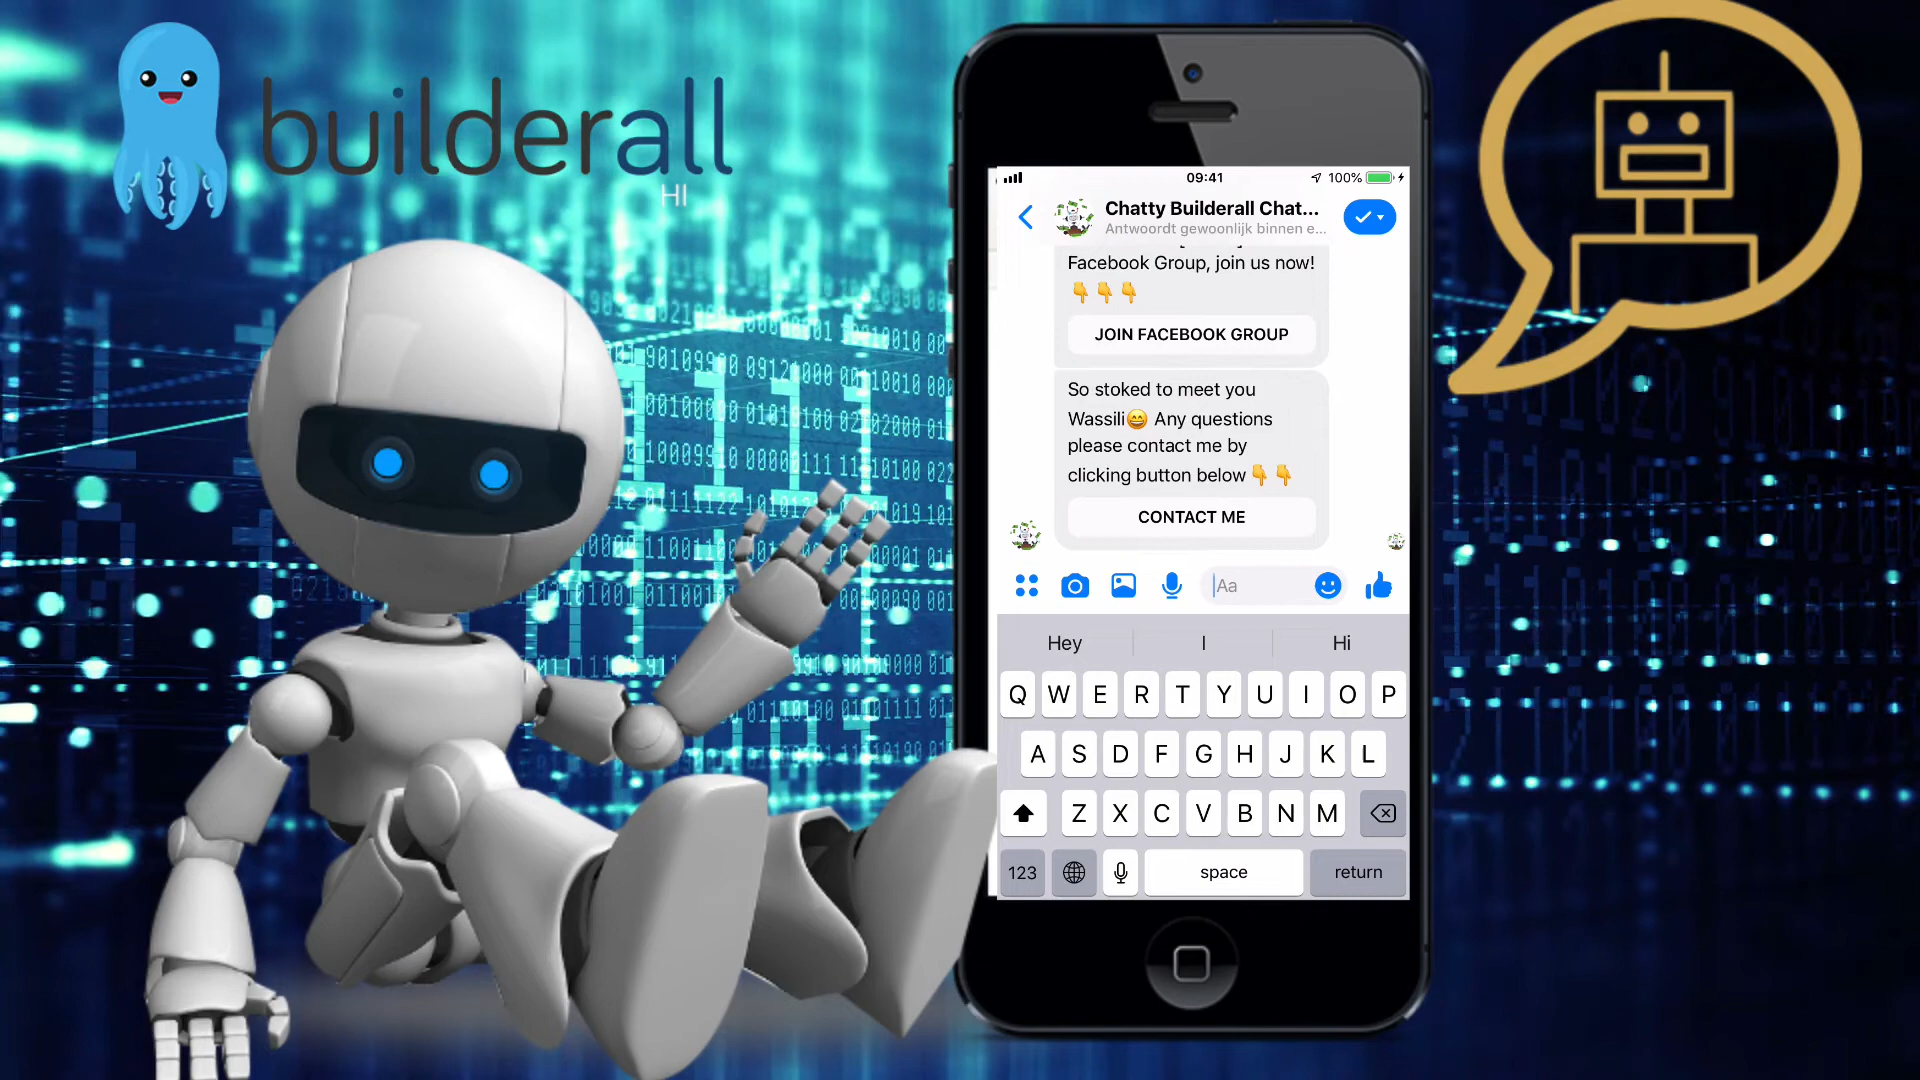 builderall
HI
09:41
100%
Chatty Builderall Chat...
Antwoordt gewoonlijk binnen e...
Facebook Group, join us now!
👇👇👇
JOIN FACEBOOK GROUP
So stoked to meet you
Wassili😄 Any questions
please contact me by
clicking button below👇👇
CONTACT ME
Aa
Hey I Hi
Q W E R T Y U I O P
A S D F G H J K L
Z X C V B N M
123 space return